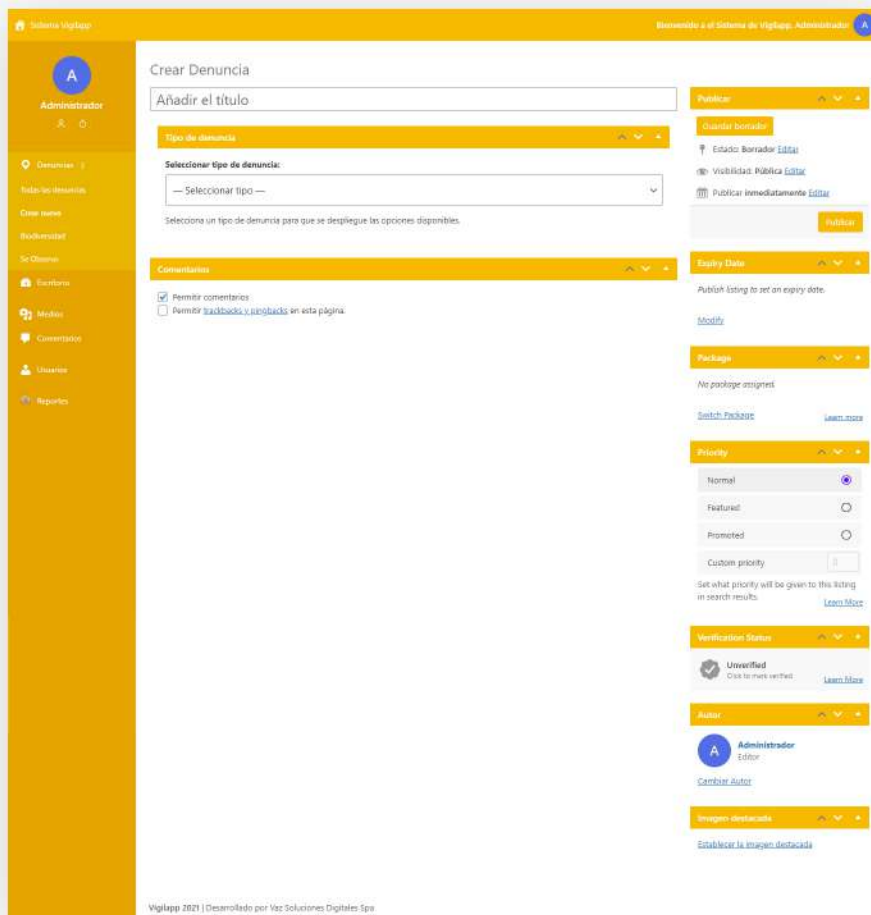 Sistema Vigilapp
Bienvenido a el Sistema de Vigilapp, Administrador
A
A
Administrador
Denuncias
Todas las denuncias
Crear nuevo
Biodiversidad
Se Observa
Escritorio
Medios
Comentarios
Usuarios
Reportes
Crear Denuncia
Añadir el título
Tipo de denuncia
Seleccionar tipo de denuncia:
— Seleccionar tipo —
Selecciona un tipo de denuncia para que se despliegue las opciones disponibles.
Comentarios
Permitir comentarios
Permitir trackbacks y pingbacks en esta página.
Publicar
Guardar borrador
Estado: Borrador Editar
Visibilidad: Pública Editar
Publicar inmediatamente Editar
Publicar
Expiry Date
Publish listing to set an expiry date.
Modify
Package
No package assigned.
Switch Package
Learn more
Priority
Normal
Featured
Promoted
Custom priority
Set what priority will be given to this listing
in search results.
Learn More
Verification Status
Unverified
Click to mark verified.
Learn More
Autor
A
Administrador
Editor
Cambiar Autor
Imagen destacada
Establecer la imagen destacada
Vigilapp 2021 | Desarrollado por Vaz Soluciones Digitales Spa